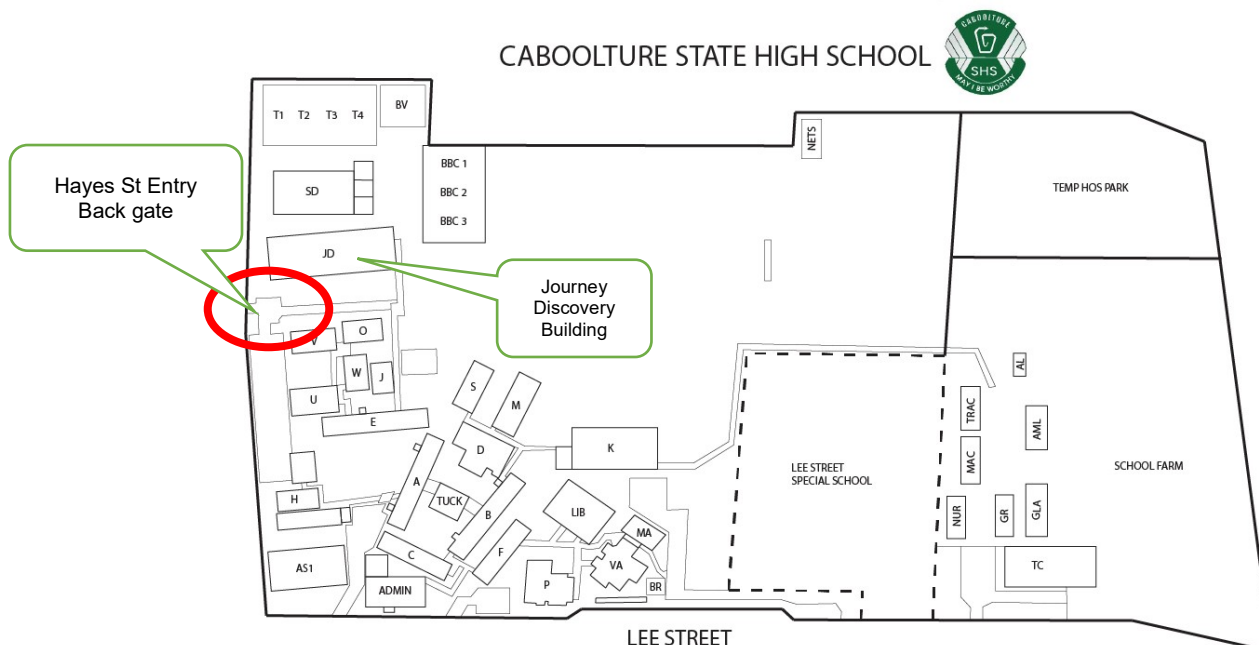 CABOOLTURE STATE HIGH SCHOOL
CABOOLTURE
SHS
MAY I BE WORTHY
T1 T2 T3 T4
BV
NETS
BBC 1
BBC 2
BBC 3
Hayes St Entry
Back gate
SD
TEMP HOS PARK
JD
Journey
Discovery
Building
V
O
W
J
U
E
S
M
D
K
A
TUCK
B
H
C
F
LIB
MA
VA
P
BR
AS1
ADMIN
LEE STREET
SPECIAL SCHOOL
AL
TRAC
AML
MAC
SCHOOL FARM
NUR
GR
GLA
TC
LEE STREET